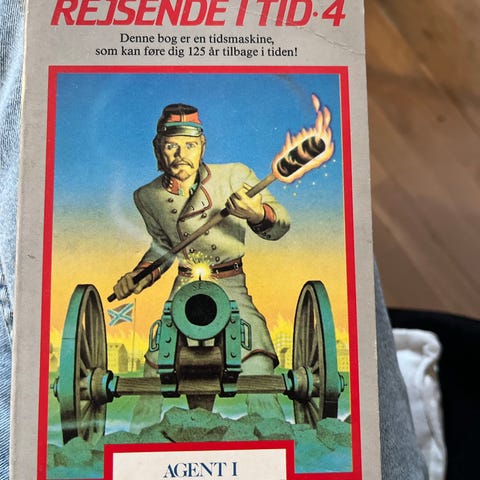 REJSENDE I TID·4
Denne bog er en tidsmaskine,
som kan føre dig 125 år tilbage i tiden!
AGENT I